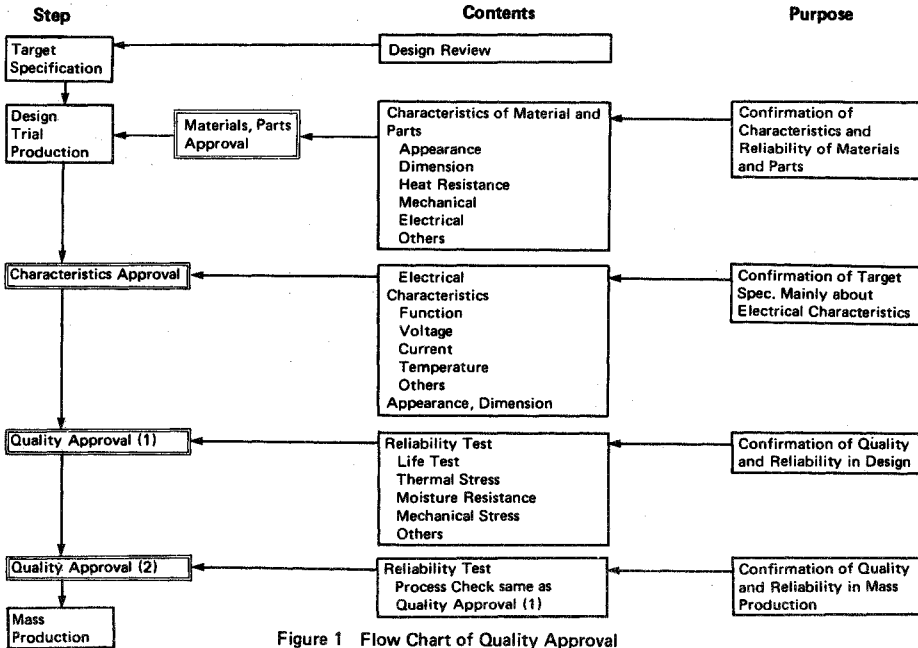 Step
Contents
Purpose
Target
Specification
Design Review
Design
Trial
Production
Materials, Parts
Approval
Characteristics of Material and
Parts
Appearance
Dimension
Heat Resistance
Mechanical
Electrical
Others
Confirmation of
Characteristics and
Reliability of Materials
and Parts
Characteristics Approval
Electrical
Characteristics
Function
Voltage
Current
Temperature
Others
Appearance, Dimension
Confirmation of Target
Spec. Mainly about
Electrical Characteristics
Quality Approval (1)
Reliability Test
Life Test
Thermal Stress
Moisture Resistance
Mechanical Stress
Others
Confirmation of Quality
and Reliability in Design
Quality Approval (2)
Reliability Test
Process Check same as
Quality Approval (1)
Confirmation of Quality
and Reliability in Mass
Production
Mass
Production
Figure 1 Flow Chart of Quality Approval